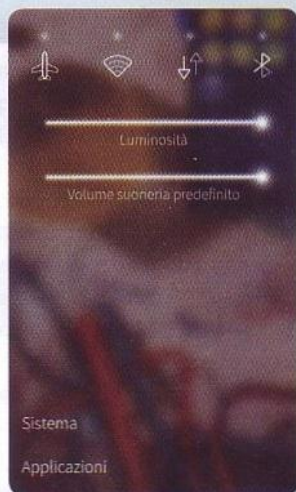 Luminosità
Volume suoneria predefinito
Sistema
Applicazioni